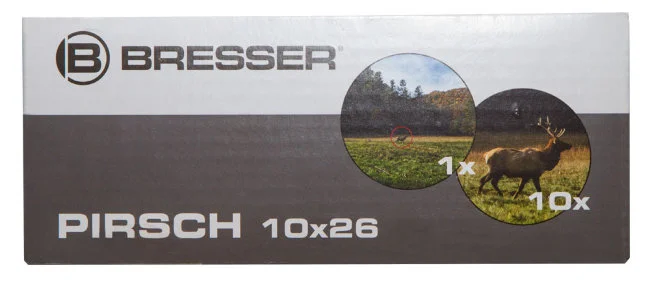 B BRESSER®
1x
10x
PIRSCH 10x26